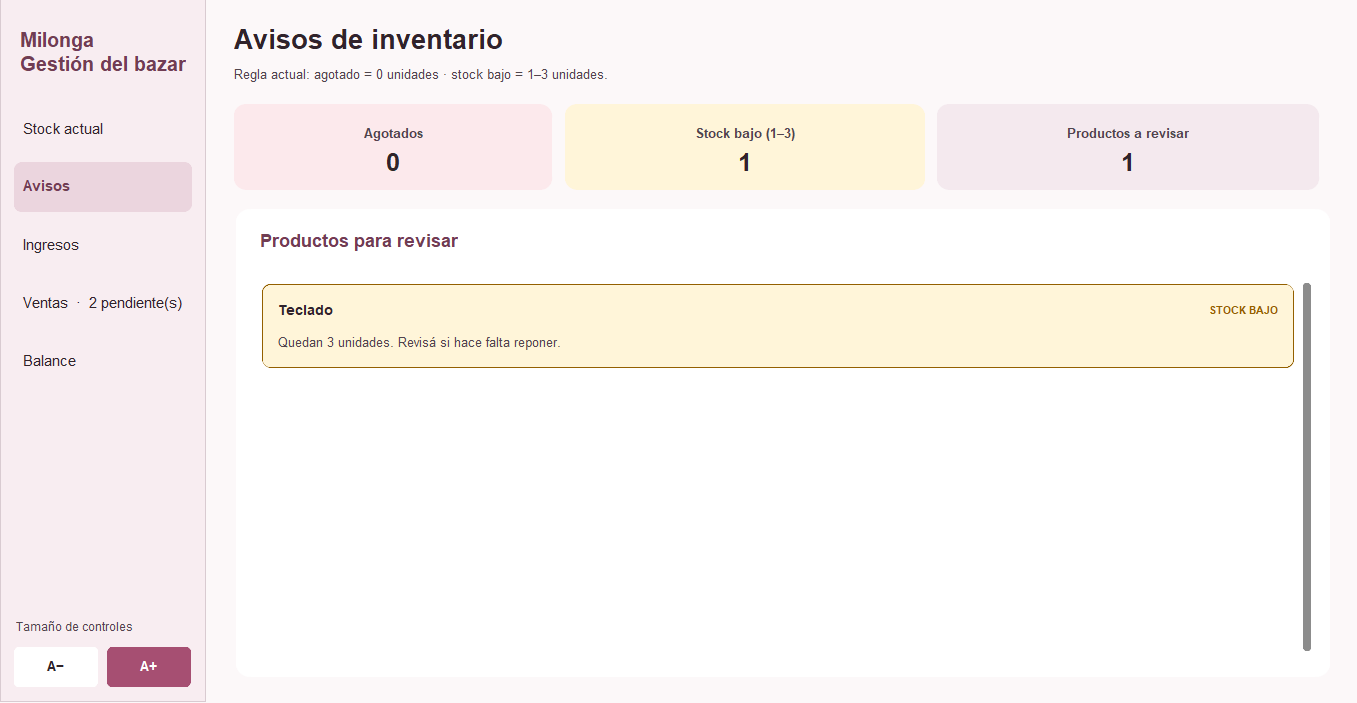 Milonga
Gestión del bazar
Stock actual
Avisos
Ingresos
Ventas · 2 pendiente(s)
Balance
Tamaño de controles
A−
A+
Avisos de inventario
Regla actual: agotado = 0 unidades · stock bajo = 1–3 unidades.
Agotados
0
Stock bajo (1–3)
1
Productos a revisar
1
Productos para revisar
Teclado
STOCK BAJO
Quedan 3 unidades. Revisá si hace falta reponer.